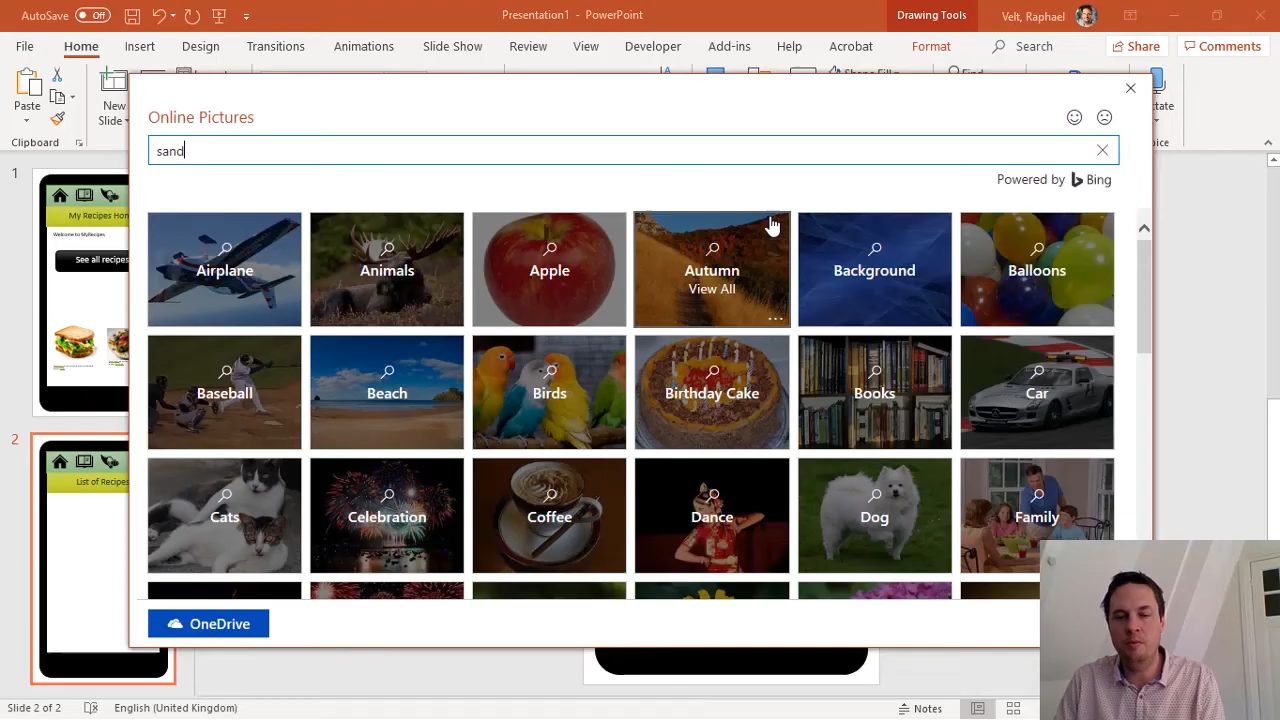 AutoSave Off Presentation1 - PowerPoint Drawing Tools Velt, Raphael
File Home Insert Design Transitions Animations Slide Show Review View Developer Add-ins Help Acrobat Format Search Share Comments
Paste
New
Slide
Clipboard
Online Pictures
sand
Powered by Bing
Airplane
Animals
Apple
Autumn
View All
Background
Balloons
Baseball
Beach
Birds
Birthday Cake
Books
Car
Cats
Celebration
Coffee
Dance
Dog
Family
OneDrive
1
My Recipes Hom
Welcome to MyRecipes
See all recipes
2
List of Recipes
Slide 2 of 2 English (United Kingdom) Notes